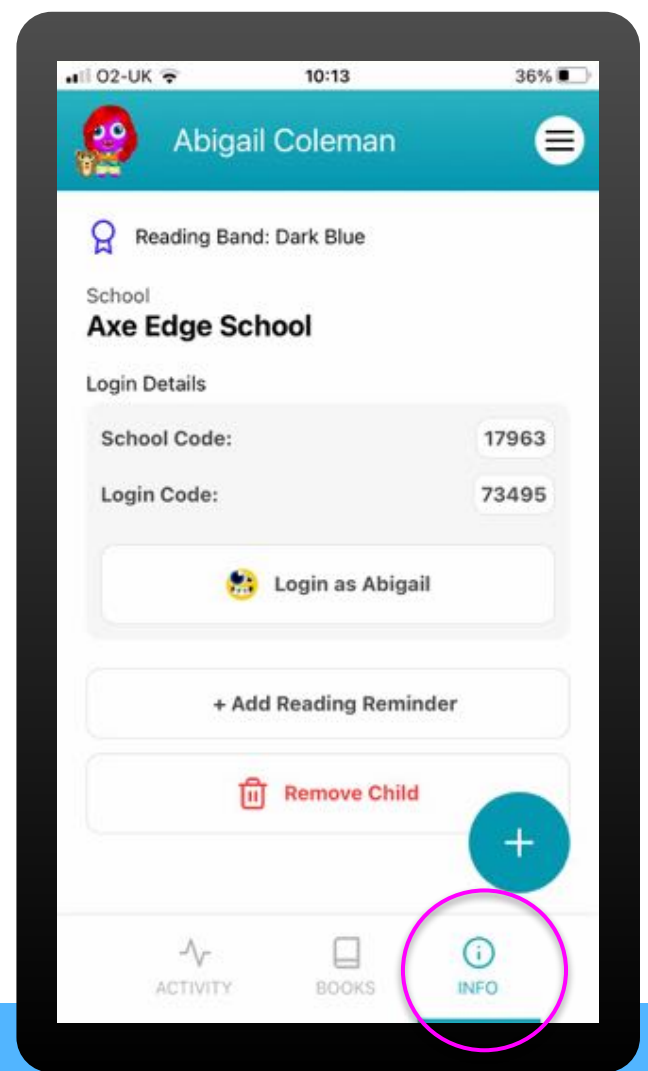 O2-UK 10:13 36%
Abigail Coleman
Reading Band: Dark Blue
School
Axe Edge School
Login Details
School Code: 17963
Login Code: 73495
Login as Abigail
+ Add Reading Reminder
Remove Child
+
ACTIVITY BOOKS INFO